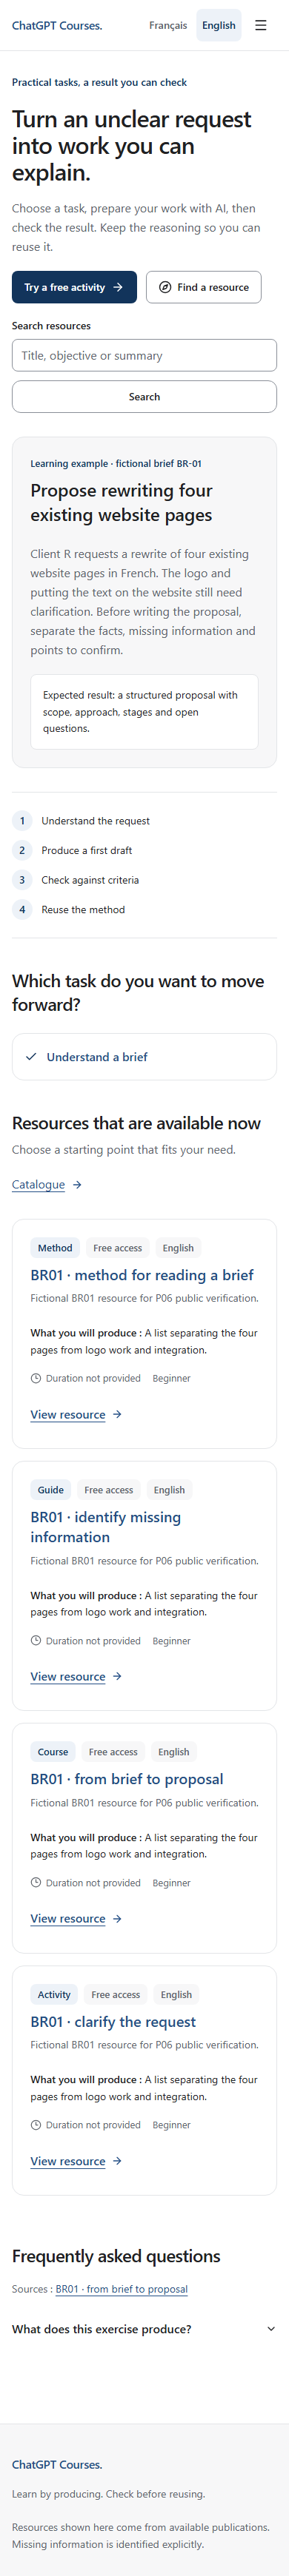 ChatGPT Courses.
Français
English
Practical tasks, a result you can check
Turn an unclear request
into work you can
explain.
Choose a task, prepare your work with AI, then
check the result. Keep the reasoning so you can
reuse it.
Try a free activity
Find a resource
Search resources
Title, objective or summary
Search
Learning example · fictional brief BR-01
Propose rewriting four
existing website pages
Client R requests a rewrite of four existing
website pages in French. The logo and
putting the text on the website still need
clarification. Before writing the proposal,
separate the facts, missing information and
points to confirm.
Expected result: a structured proposal with
scope, approach, stages and open
questions.
1 Understand the request
2 Produce a first draft
3 Check against criteria
4 Reuse the method
Which task do you want to move
forward?
Understand a brief
Resources that are available now
Choose a starting point that fits your need.
Catalogue
Method Free access English
BR01 · method for reading a brief
Fictional BR01 resource for P06 public verification.
What you will produce : A list separating the four
pages from logo work and integration.
Duration not provided Beginner
View resource
Guide Free access English
BR01 · identify missing
information
Fictional BR01 resource for P06 public verification.
What you will produce : A list separating the four
pages from logo work and integration.
Duration not provided Beginner
View resource
Course Free access English
BR01 · from brief to proposal
Fictional BR01 resource for P06 public verification.
What you will produce : A list separating the four
pages from logo work and integration.
Duration not provided Beginner
View resource
Activity Free access English
BR01 · clarify the request
Fictional BR01 resource for P06 public verification.
What you will produce : A list separating the four
pages from logo work and integration.
Duration not provided Beginner
View resource
Frequently asked questions
Sources : BR01 · from brief to proposal
What does this exercise produce?
ChatGPT Courses.
Learn by producing. Check before reusing.
Resources shown here come from available publications.
Missing information is identified explicitly.